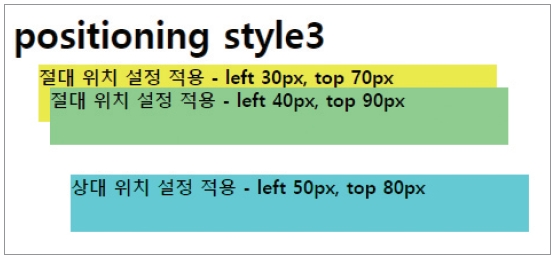 positioning style3
절대 위치 설정 적용 - left 30px, top 70px
절대 위치 설정 적용 - left 40px, top 90px
상대 위치 설정 적용 - left 50px, top 80px